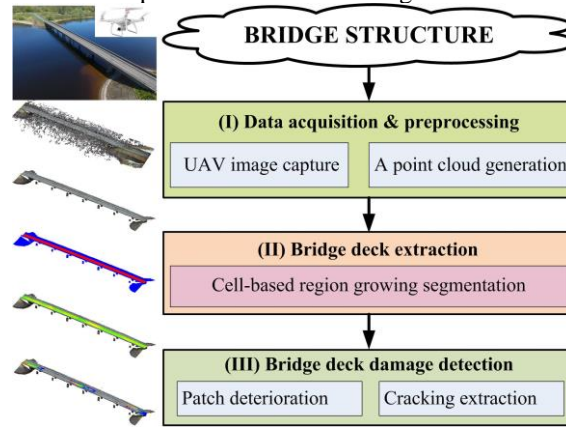 BRIDGE STRUCTURE
(I) Data acquisition & preprocessing
UAV image capture
A point cloud generation
(II) Bridge deck extraction
Cell-based region growing segmentation
(III) Bridge deck damage detection
Patch deterioration
Cracking extraction